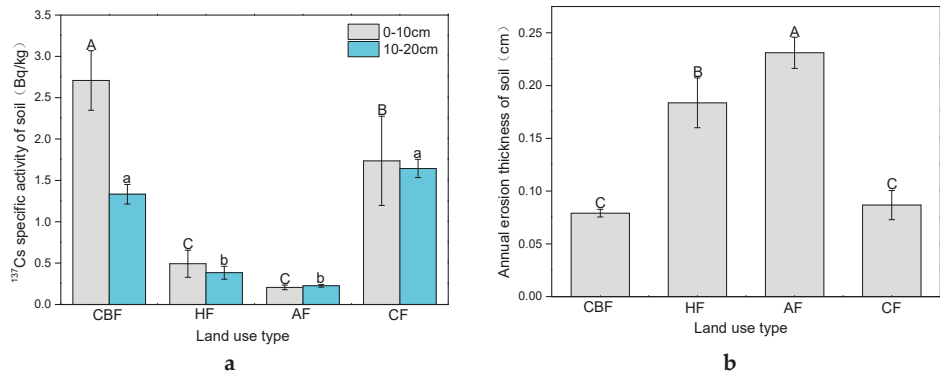 3.5
3.0
2.5
2.0
1.5
1.0
0.5
0.0
¹³⁷Cs specific activity of soil（Bq/kg）
0-10cm
10-20cm
A
a
C
b
C
b
B
a
CBF
HF
AF
CF
Land use type
a
0.25
0.20
0.15
0.10
0.05
0.00
Annual erosion thickness of soil（cm）
C
B
A
C
CBF
HF
AF
CF
Land use type
b